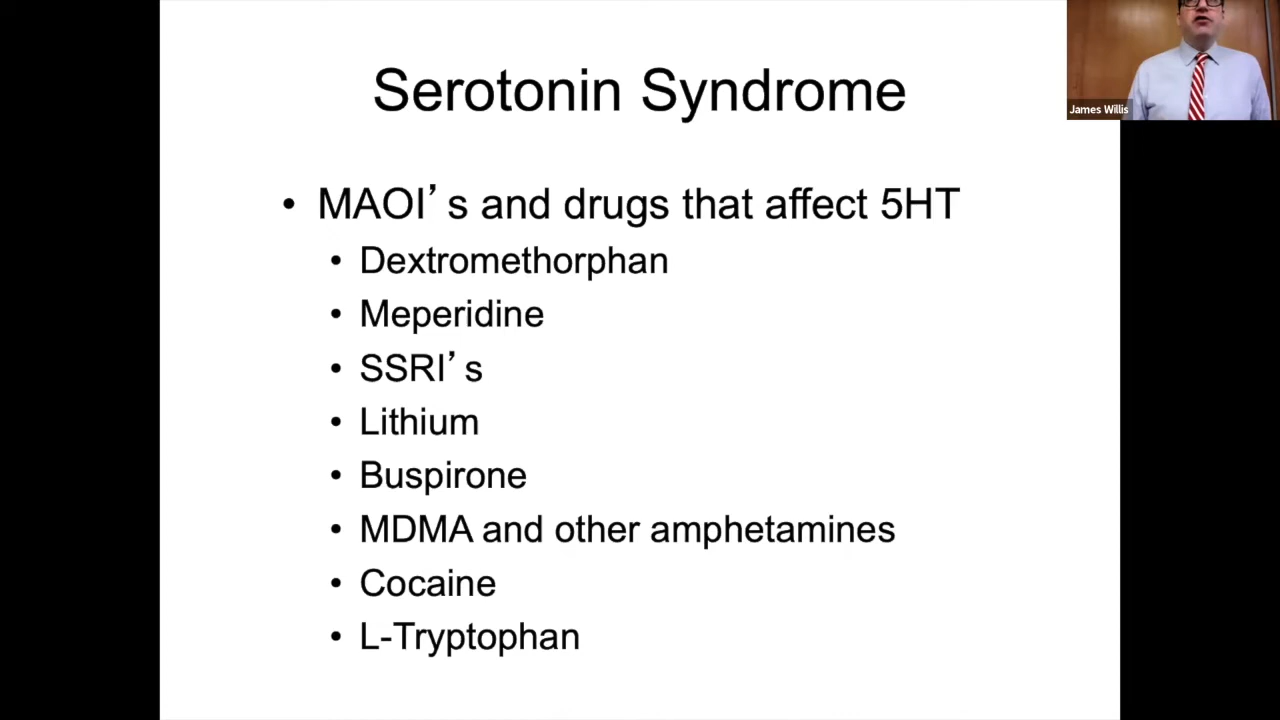 Serotonin Syndrome
James Willis
• MAOI’s and drugs that affect 5HT
• Dextromethorphan
• Meperidine
• SSRI’s
• Lithium
• Buspirone
• MDMA and other amphetamines
• Cocaine
• L-Tryptophan